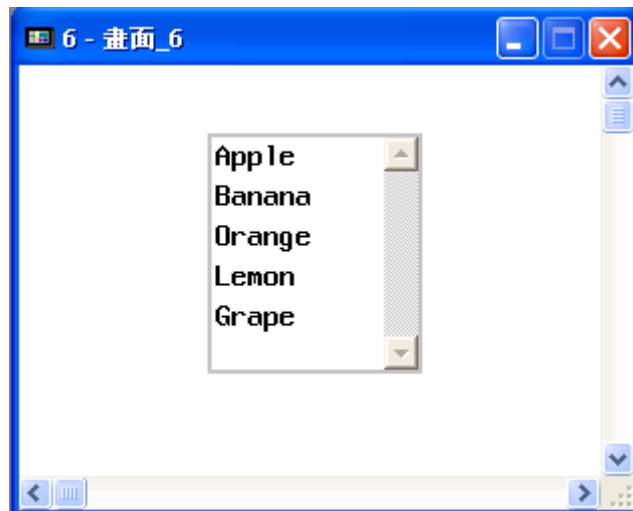 6 - 畫面_6
Apple
Banana
Orange
Lemon
Grape